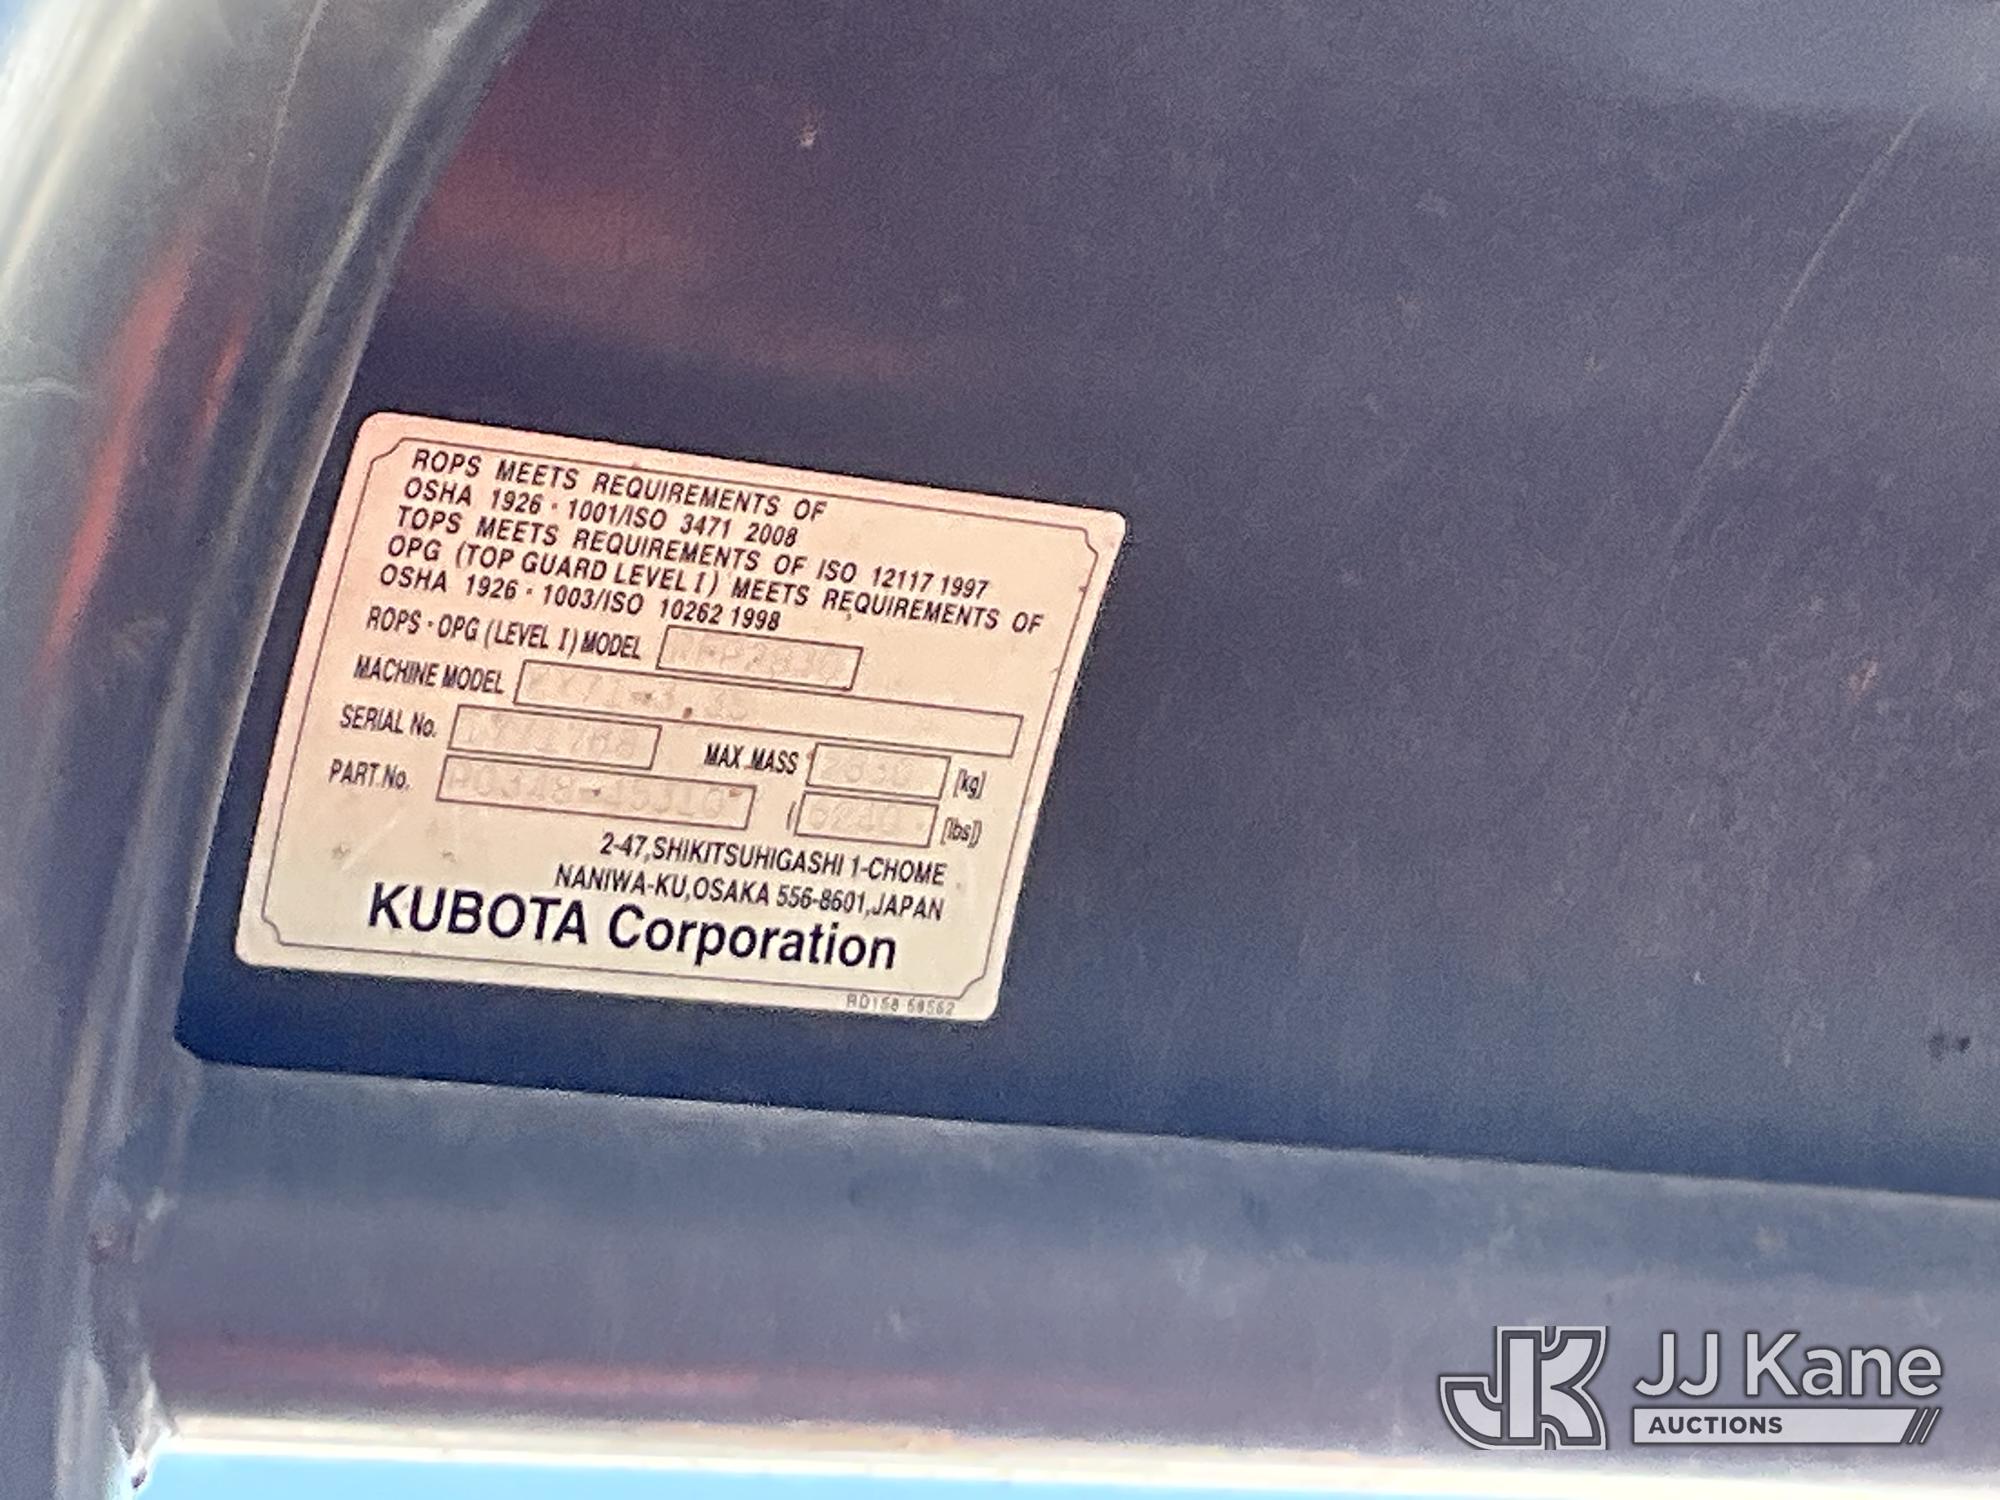 ROPS MEETS REQUIREMENTS OF
OSHA 1926・1001/ISO 3471 2008
TOPS MEETS REQUIREMENTS OF ISO 12117 1997
OPG (TOP GUARD LEVEL I) MEETS REQUIREMENTS OF
OSHA 1926・1003/ISO 10262 1998
ROPS・OPG (LEVEL I) MODEL
MACHINE MODEL
SERIAL No.
MAX.MASS [kg]
PART.No.
( [lbs])
2-47,SHIKITSUHIGASHI 1-CHOME
NANIWA-KU,OSAKA 556-8601,JAPAN
KUBOTA Corporation
JK JJ Kane
AUCTIONS